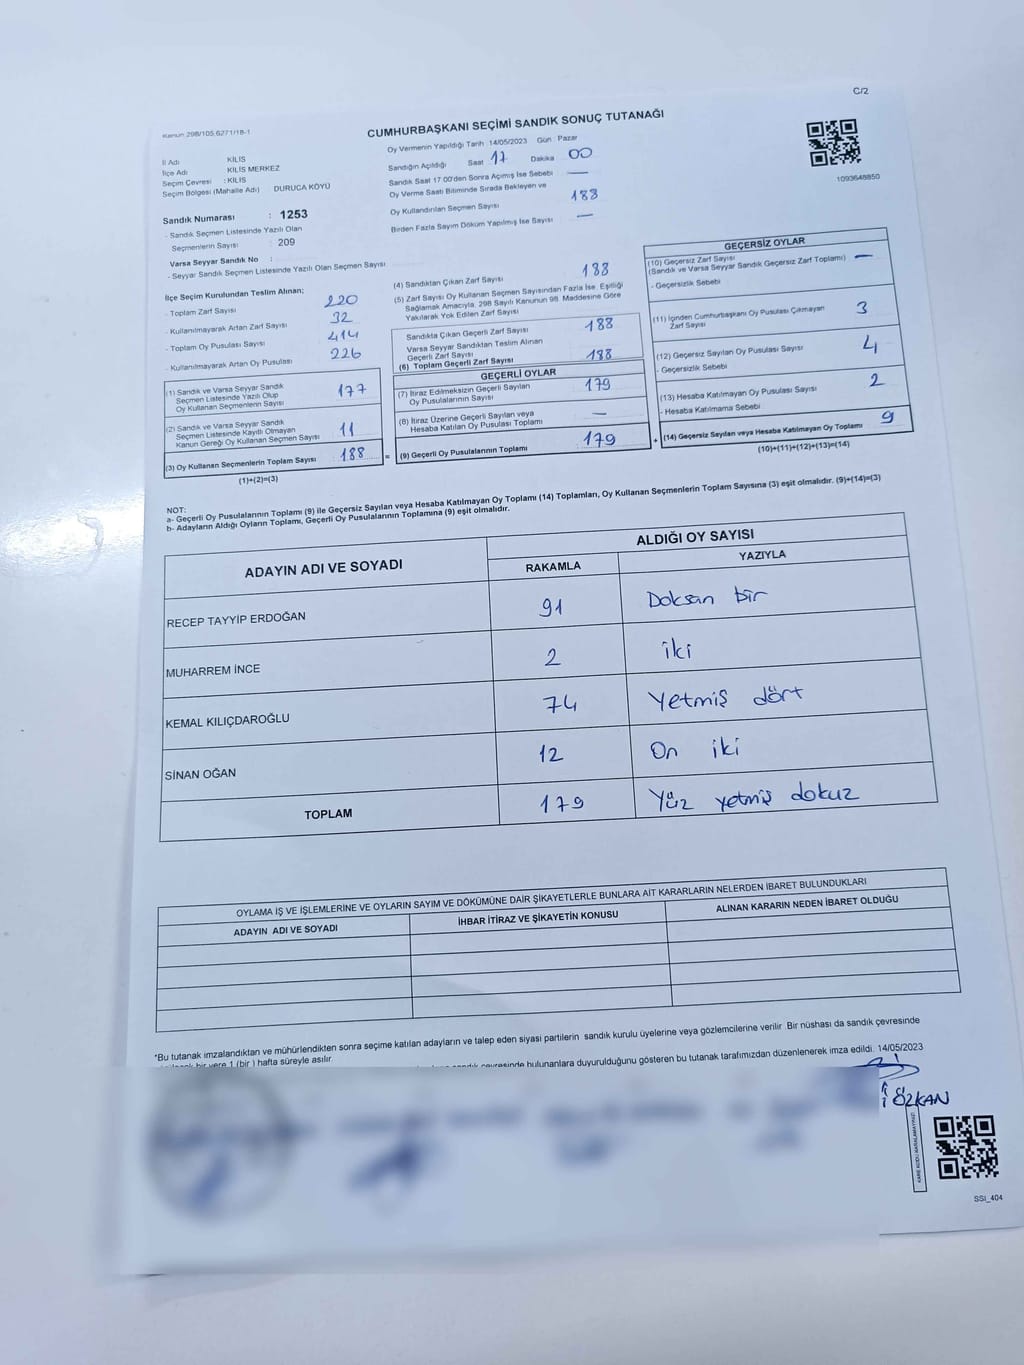 C/2
Kanun 298/105,6271/18-1
CUMHURBAŞKANI SEÇİMİ SANDIK SONUÇ TUTANAĞI
İl Adı KİLİS
İlçe Adı KİLİS MERKEZ
Seçim Çevresi : KİLİS
Seçim Bölgesi (Mahalle Adı) DURUCA KÖYÜ
Sandık Numarası : 1253
- Sandık Seçmen Listesinde Yazılı Olan
Seçmenlerin Sayısı : 209
Varsa Seyyar Sandık No :
- Seyyar Sandık Seçmen Listesinde Yazılı Olan Seçmen Sayısı
Oy Vermenin Yapıldığı Tarih 14/05/2023 Gün Pazar
Sandığın Açıldığı Saat 17 Dakika 00
Sandık Saat 17.00'den Sonra Açımış İse Sebebi —
Oy Verme Saati Bitiminde Sırada Bekleyen ve
Oy Kullandırılan Seçmen Sayısı 188
Birden Fazla Sayım Döküm Yapılmış İse Sayısı —
1093648850
İlçe Seçim Kurulundan Teslim Alınan;
- Toplam Zarf Sayısı 220
- Kullanılmayarak Artan Zarf Sayısı 32
- Toplam Oy Pusulası Sayısı 414
- Kullanılmayarak Artan Oy Pusulası 226
(1) Sandık ve Varsa Seyyar Sandık
Seçmen Listesinde Yazılı Olup
Oy Kullanan Seçmenlerin Sayısı 177
(2) Sandık ve Varsa Seyyar Sandık
Seçmen Listesinde Kayıtlı Olmayan
Kanun Gereği Oy Kullanan Seçmen Sayısı 11
(3) Oy Kullanan Seçmenlerin Toplam Sayısı 188
(1)+(2)=(3)
(4) Sandıktan Çıkan Zarf Sayısı 188
(5) Zarf Sayısı Oy Kullanan Seçmen Sayısından Fazla İse, Eşitliği
Sağlamak Amacıyla, 298 Sayılı Kanunun 98. Maddesine Göre
Yakılarak Yok Edilen Zarf Sayısı
Sandıkta Çıkan Geçerli Zarf Sayısı 188
Varsa Seyyar Sandıktan Teslim Alınan
Geçerli Zarf Sayısı
(6) Toplam Geçerli Zarf Sayısı 188
GEÇERLİ OYLAR
(7) İtiraz Edilmeksizin Geçerli Sayılan
Oy Pusulalarının Sayısı 179
(8) İtiraz Üzerine Geçerli Sayılan veya
Hesaba Katılan Oy Pusulası Toplamı —
(9) Geçerli Oy Pusulalarının Toplamı 179
GEÇERSİZ OYLAR
(10) Geçersiz Zarf Sayısı
(Sandık ve Varsa Seyyar Sandık Geçersiz Zarf Toplamı) —
- Geçersizlik Sebebi
(11) İçinden Cumhurbaşkanı Oy Pusulası Çıkmayan
Zarf Sayısı 3
(12) Geçersiz Sayılan Oy Pusulası Sayısı 4
- Geçersizlik Sebebi
(13) Hesaba Katılmayan Oy Pusulası Sayısı 2
- Hesaba Katılmama Sebebi
(14) Geçersiz Sayılan veya Hesaba Katılmayan Oy Toplamı 9
(10)+(11)+(12)+(13)=(14)
NOT:
a- Geçerli Oy Pusulalarının Toplamı (9) ile Geçersiz Sayılan veya Hesaba Katılmayan Oy Toplamı (14) Toplamları, Oy Kullanan Seçmenlerin Toplam Sayısına (3) eşit olmalıdır. (9)+(14)=(3)
b- Adayların Aldığı Oyların Toplamı, Geçerli Oy Pusulalarının Toplamına (9) eşit olmalıdır.
ADAYIN ADI VE SOYADI ALDIĞI OY SAYISI
RAKAMLA YAZIYLA
RECEP TAYYİP ERDOĞAN 91 Doksan bir
MUHARREM İNCE 2 iki
KEMAL KILIÇDAROĞLU 74 Yetmiş dört
SİNAN OĞAN 12 On iki
TOPLAM 179 Yüz yetmiş dokuz
OYLAMA İŞ VE İŞLEMLERİNE VE OYLARIN SAYIM VE DÖKÜMÜNE DAİR ŞİKAYETLERLE BUNLARA AİT KARARLARIN NELERDEN İBARET BULUNDUKLARI
ADAYIN ADI VE SOYADI İHBAR İTİRAZ VE ŞİKAYETİN KONUSU ALINAN KARARIN NEDEN İBARET OLDUĞU
*Bu tutanak imzalandıktan ve mühürlendikten sonra seçime katılan adayların ve talep eden siyasi partilerin sandık kurulu üyelerine veya gözlemcilerine verilir .Bir nüshası da sandık çevresinde
bir yere 1 (bir ) hafta süreyle asılır.
sandık çevresinde bulunanlara duyurulduğunu gösteren bu tutanak tarafımızdan düzenlenerek imza edildi. 14/05/2023
ÖZKAN
KARE KODU KARALAMAYINIZ!
SSI_404